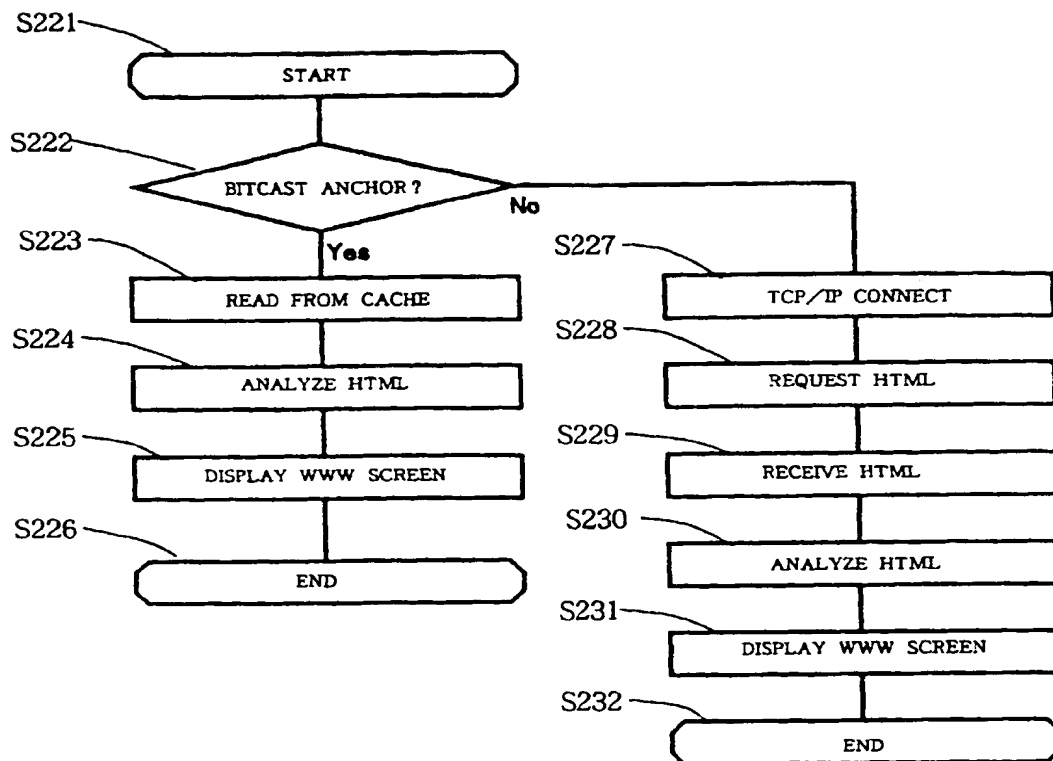 S221
START
S222
BITCAST ANCHOR?
No
Yes
S223
READ FROM CACHE
S224
ANALYZE HTML
S225
DISPLAY WWW SCREEN
S226
END
S227
TCP/IP CONNECT
S228
REQUEST HTML
S229
RECEIVE HTML
S230
ANALYZE HTML
S231
DISPLAY WWW SCREEN
S232
END